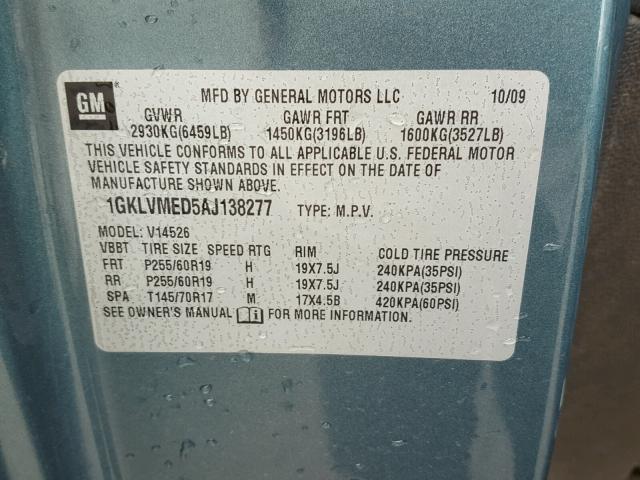 GM MFD BY GENERAL MOTORS LLC 10/09
GVWR GAWR FRT GAWR RR
2930KG(6459LB) 1450KG(3196LB) 1600KG(3527LB)
THIS VEHICLE CONFORMS TO ALL APPLICABLE U.S. FEDERAL MOTOR
VEHICLE SAFETY STANDARDS IN EFFECT ON THE DATE OF
MANUFACTURE SHOWN ABOVE.
1GKLVMED5AJ138277 TYPE: M.P.V.
MODEL: V14526
VBBT TIRE SIZE SPEED RTG RIM COLD TIRE PRESSURE
FRT P255/60R19 H 19X7.5J 240KPA(35PSI)
RR P255/60R19 H 19X7.5J 240KPA(35PSI)
SPA T145/70R17 M 17X4.5B 420KPA(60PSI)
SEE OWNER'S MANUAL i FOR MORE INFORMATION.